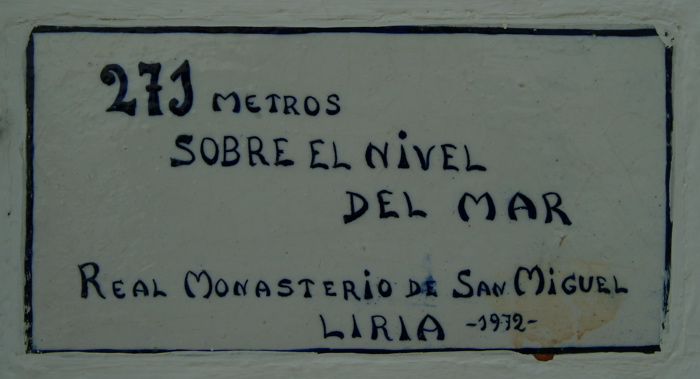 271 METROS
SOBRE EL NIVEL
DEL MAR
REAL MONASTERIO DE SAN MIGUEL
LIRIA -1972-